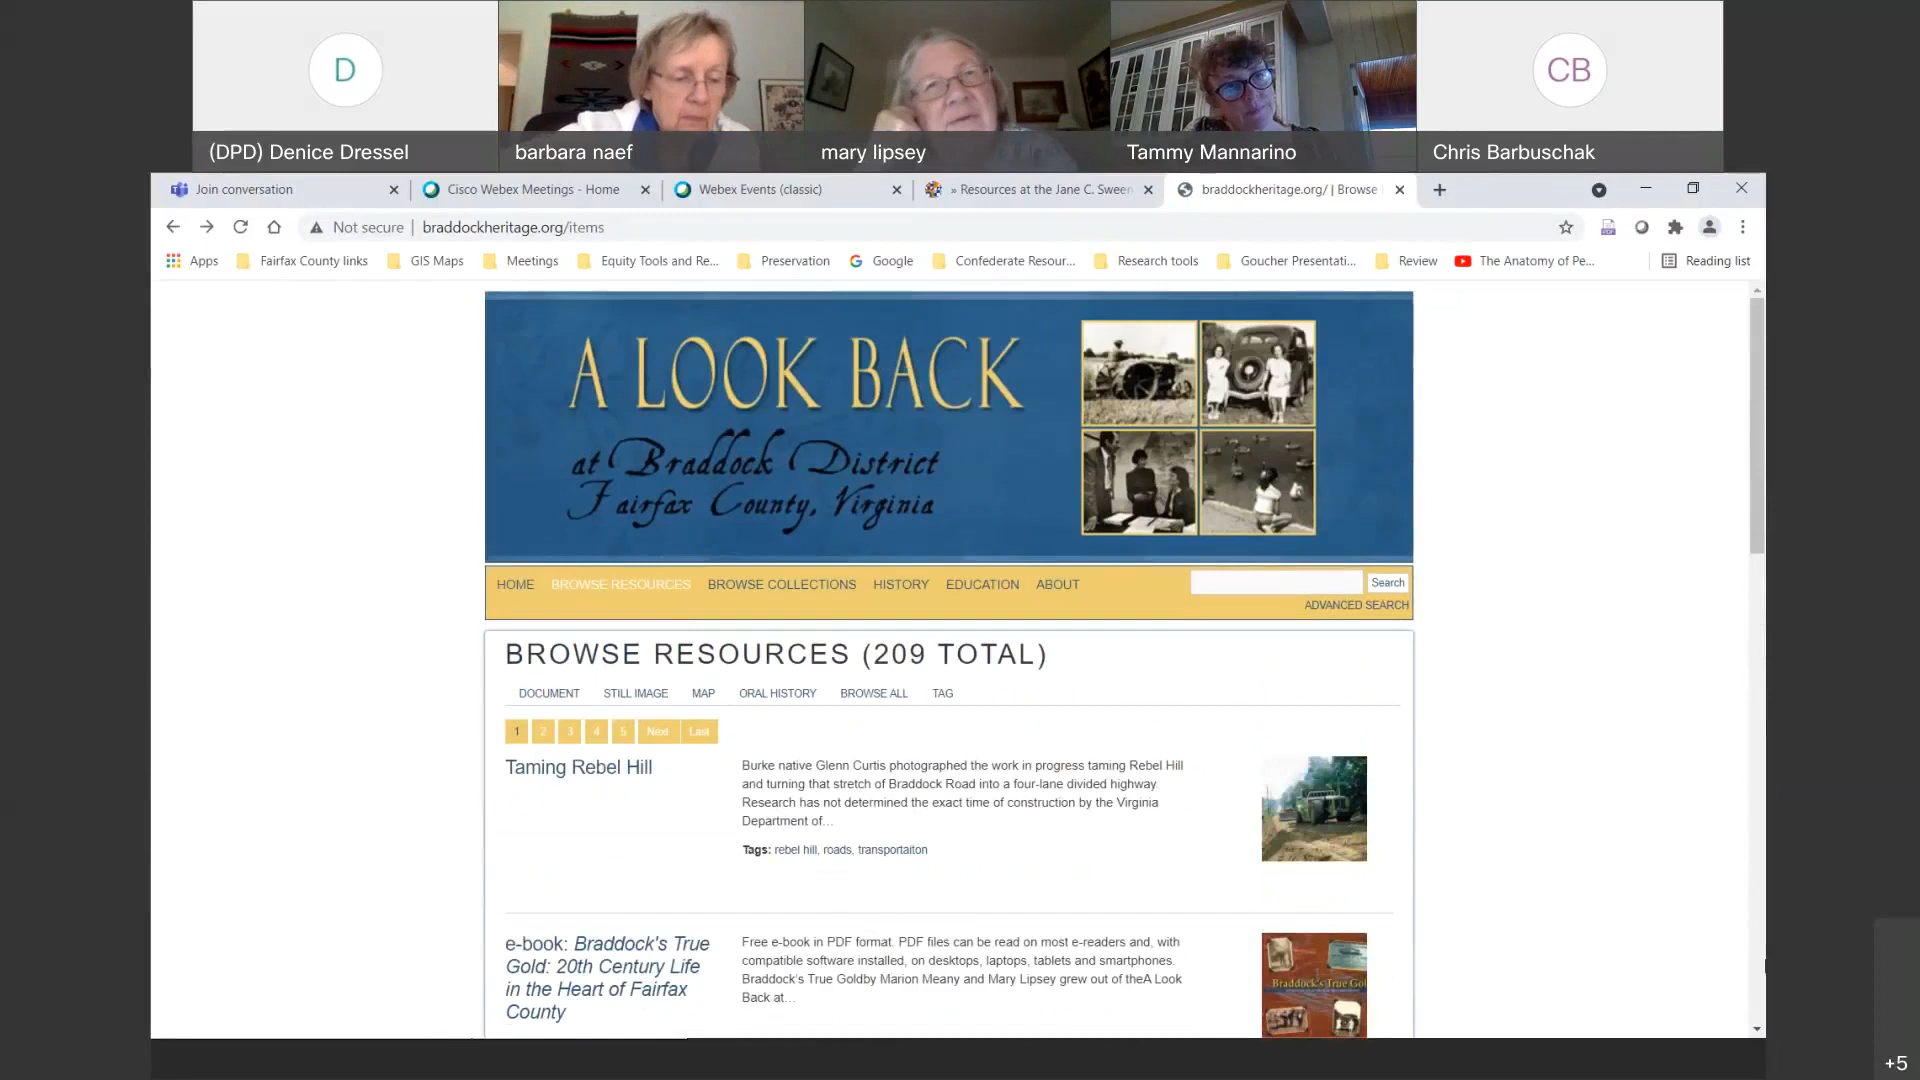 D
CB
(DPD) Denice Dressel
barbara naef
mary lipsey
Tammy Mannarino
Chris Barbuschak
Join conversation
Cisco Webex Meetings - Home
Webex Events (classic)
» Resources at the Jane C. Sween
braddockheritage.org/ | Browse
Not secure | braddockheritage.org/items
Apps
Fairfax County links
GIS Maps
Meetings
Equity Tools and Re...
Preservation
Google
Confederate Resour...
Research tools
Goucher Presentati...
Review
The Anatomy of Pe...
Reading list
A LOOK BACK
at Braddock District
Fairfax County, Virginia
HOME BROWSE RESOURCES BROWSE COLLECTIONS HISTORY EDUCATION ABOUT
Search
ADVANCED SEARCH
BROWSE RESOURCES (209 TOTAL)
DOCUMENT STILL IMAGE MAP ORAL HISTORY BROWSE ALL TAG
1 2 3 4 5 Next Last
Taming Rebel Hill
Burke native Glenn Curtis photographed the work in progress taming Rebel Hill
and turning that stretch of Braddock Road into a four-lane divided highway.
Research has not determined the exact time of construction by the Virginia
Department of...
Tags: rebel hill, roads, transportaiton
e-book: Braddock's True
Gold: 20th Century Life
in the Heart of Fairfax
County
Free e-book in PDF format. PDF files can be read on most e-readers and, with
compatible software installed, on desktops, laptops, tablets and smartphones.
Braddock's True Goldby Marion Meany and Mary Lipsey grew out of theA Look
Back at...
Braddock's True Gol
+5